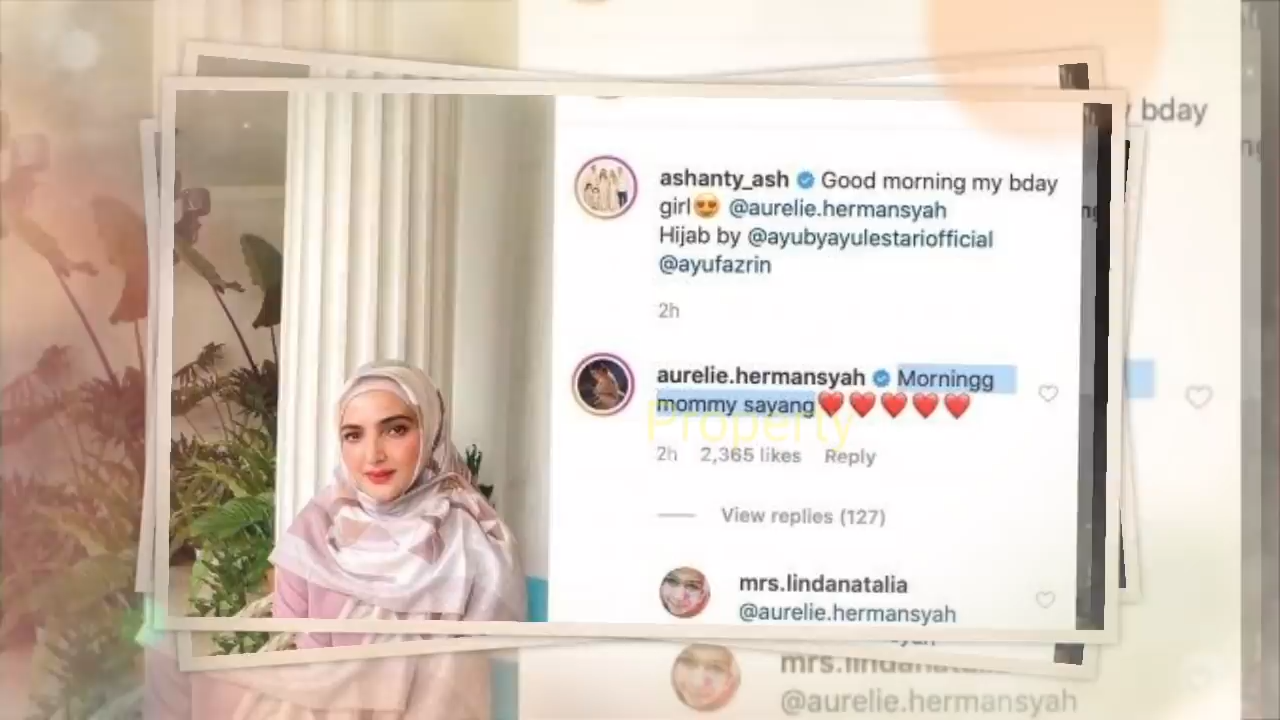 ashanty_ash Good morning my bday
girl😍 @aurelie.hermansyah
Hijab by @ayubyayulestariofficial
@ayufazrin
2h
aurelie.hermansyah Morningg
mommy sayang❤️❤️❤️❤️❤️
Property
2h 2,365 likes Reply
View replies (127)
mrs.lindanatalia
@aurelie.hermansyah
bday
mrs.lindanatalia
@aurelie.hermansyah